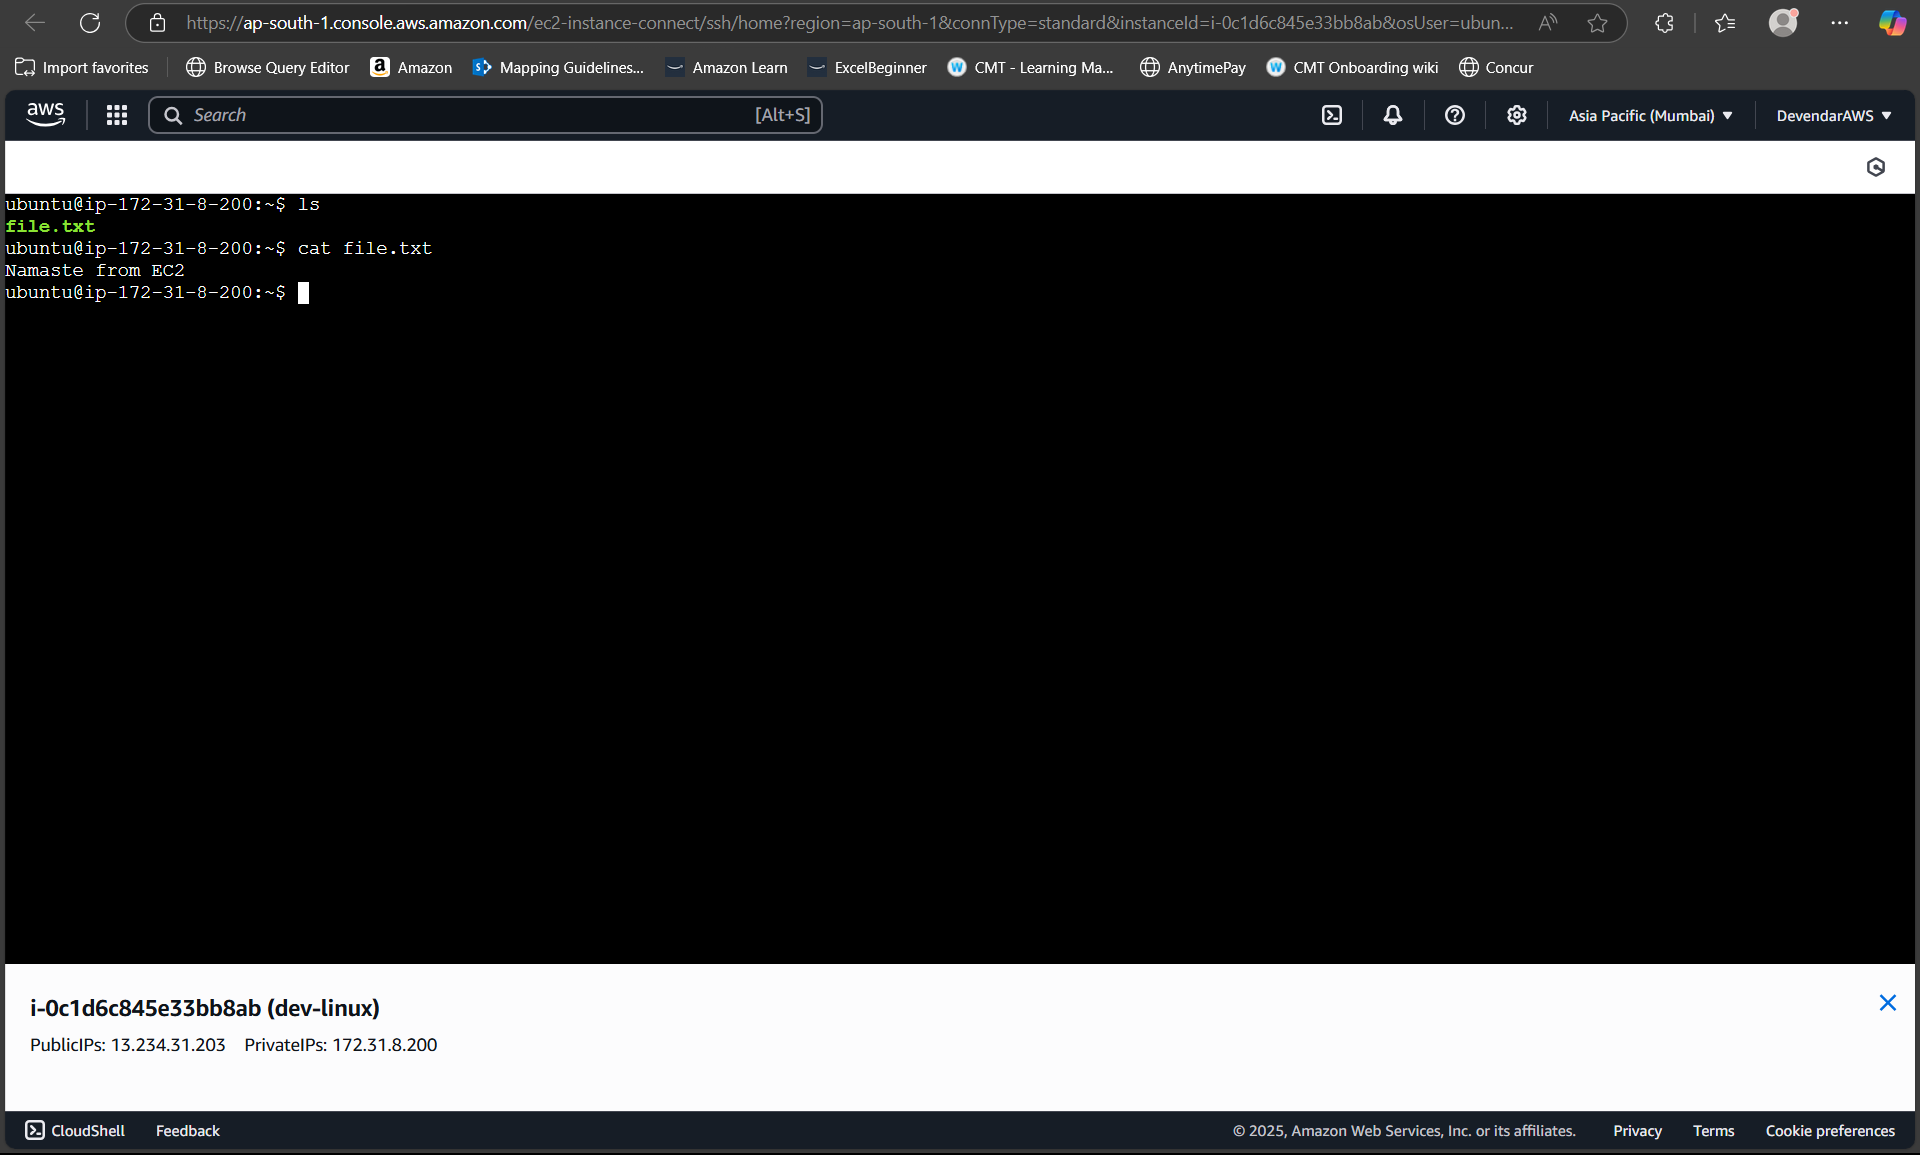 https://ap-south-1.console.aws.amazon.com/ec2-instance-connect/ssh/home?region=ap-south-1&connType=standard&instanceId=i-0c1d6c845e33bb8ab&osUser=ubun...
Import favorites Browse Query Editor Amazon Mapping Guidelines... Amazon Learn ExcelBeginner CMT - Learning Ma... AnytimePay CMT Onboarding wiki Concur
aws Search [Alt+S] Asia Pacific (Mumbai) DevendarAWS
ubuntu@ip-172-31-8-200:~$ ls
file.txt
ubuntu@ip-172-31-8-200:~$ cat file.txt
Namaste from EC2
ubuntu@ip-172-31-8-200:~$
i-0c1d6c845e33bb8ab (dev-linux)
PublicIPs: 13.234.31.203 PrivateIPs: 172.31.8.200
CloudShell Feedback © 2025, Amazon Web Services, Inc. or its affiliates. Privacy Terms Cookie preferences